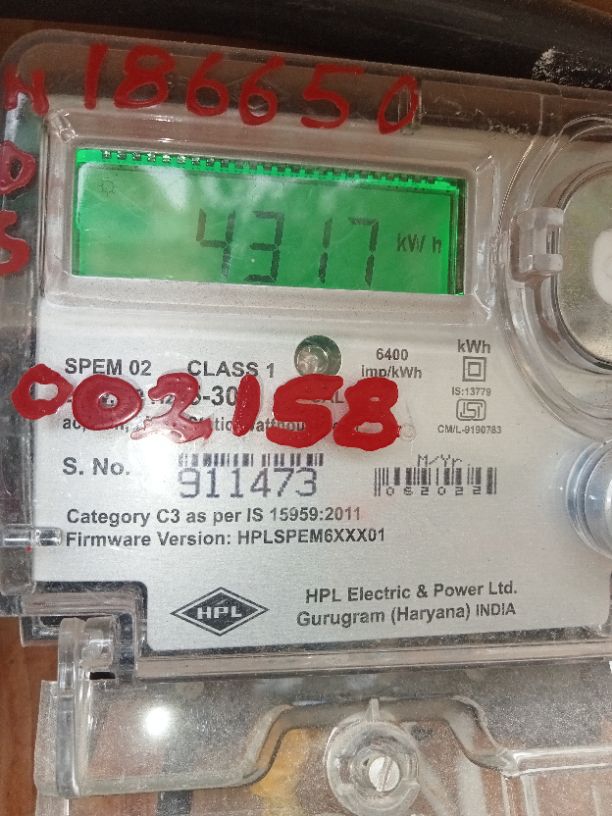 N 186650
D
S
4317 kW h
SPEM 02 CLASS 1 6400 imp/kWh kWh
IS:13779
CM/L-9190783
002158
S. No. 911473 M/Yr. 062022
Category C3 as per IS 15959:2011
Firmware Version: HPLSPEM6XXX01
HPL
HPL Electric & Power Ltd.
Gurugram (Haryana) INDIA